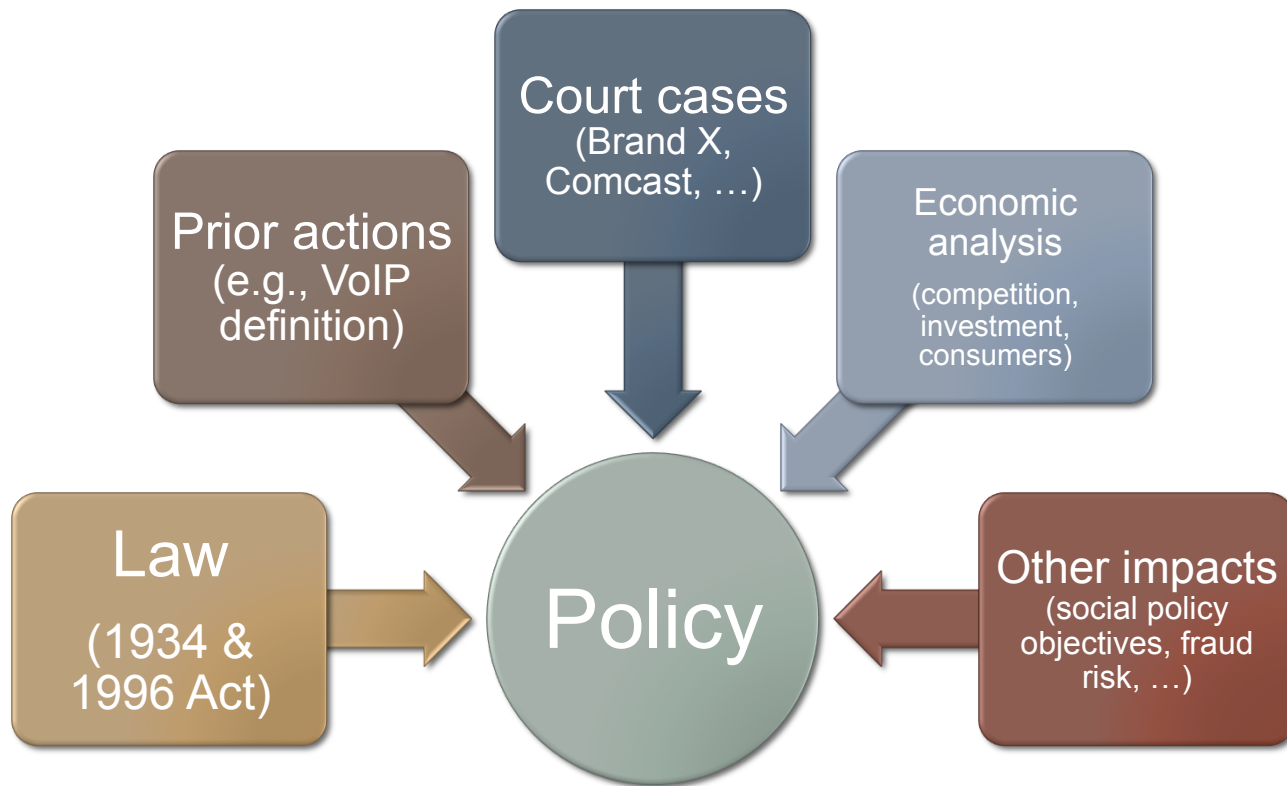 Court cases
(Brand X,
Comcast, …)
Prior actions
(e.g., VoIP
definition)
Economic
analysis
(competition,
investment,
consumers)
Law
(1934 &
1996 Act)
Policy
Other impacts
(social policy
objectives, fraud
risk, …)